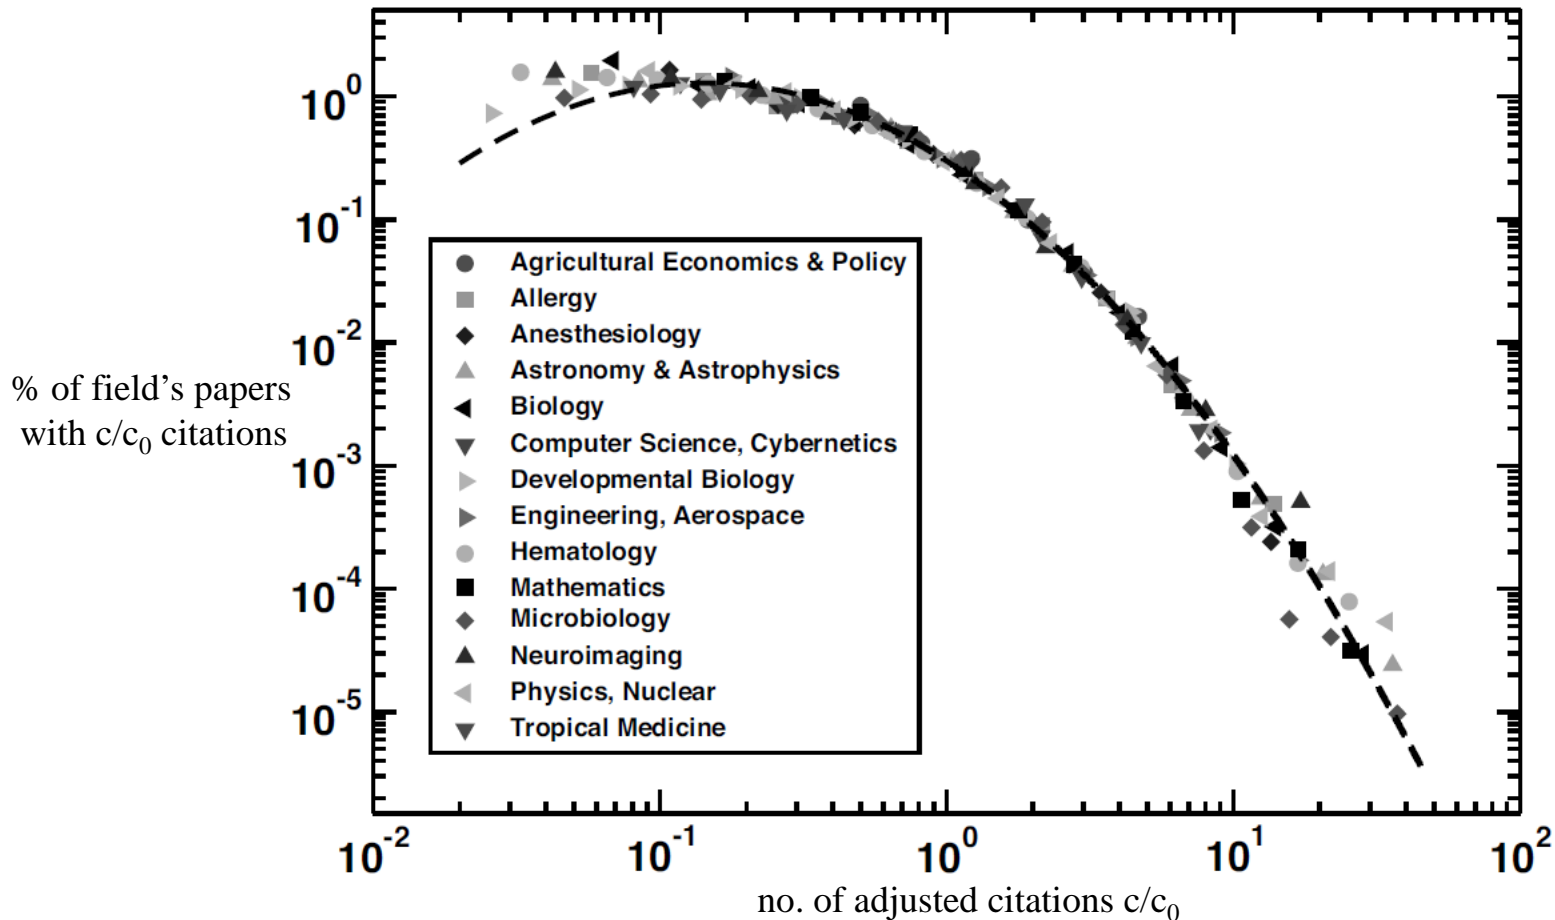 10⁰
10⁻¹
10⁻²
10⁻³
10⁻⁴
10⁻⁵
% of field’s papers
with c/c₀ citations
Agricultural Economics & Policy
Allergy
Anesthesiology
Astronomy & Astrophysics
Biology
Computer Science, Cybernetics
Developmental Biology
Engineering, Aerospace
Hematology
Mathematics
Microbiology
Neuroimaging
Physics, Nuclear
Tropical Medicine
10⁻² 10⁻¹ 10⁰ 10¹ 10²
no. of adjusted citations c/c₀